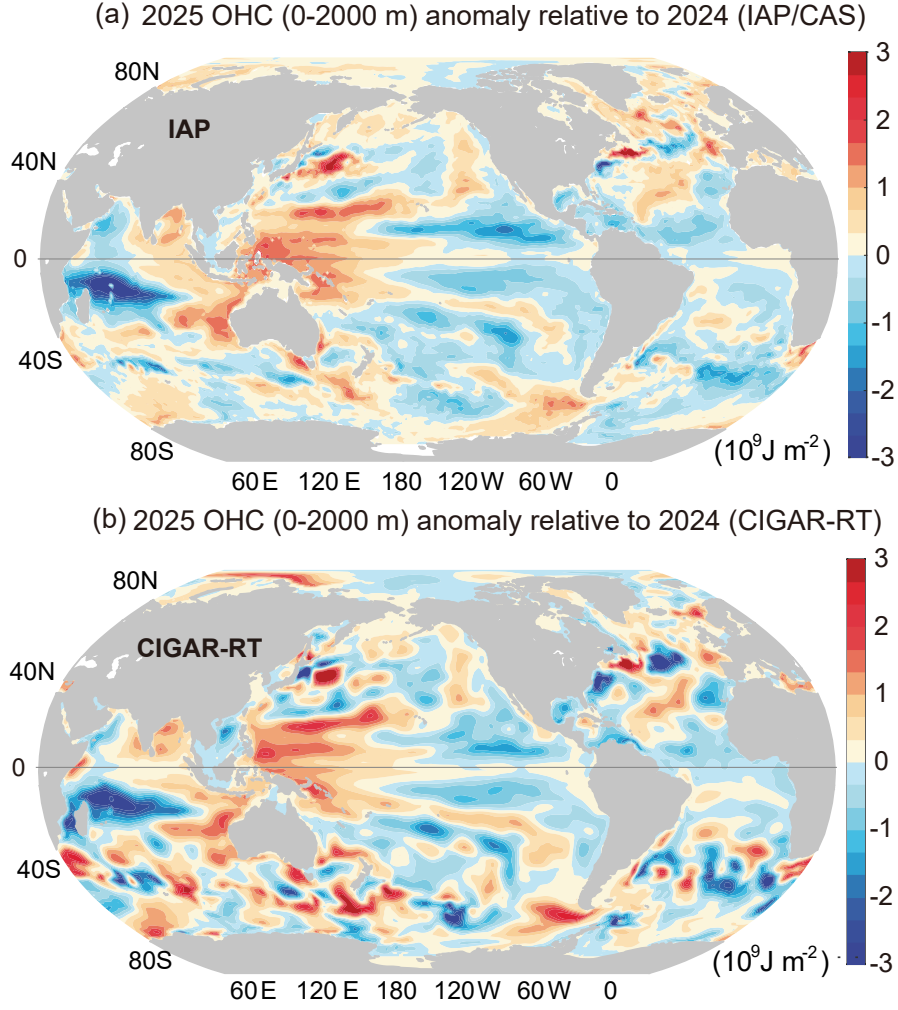 (a) 2025 OHC (0-2000 m) anomaly relative to 2024 (IAP/CAS)
80N
IAP
40N
0
40S
80S
(10⁹J m⁻²)
60E 120E 180 120W 60W 0
3
2
1
0
-1
-2
-3
(b) 2025 OHC (0-2000 m) anomaly relative to 2024 (CIGAR-RT)
80N
CIGAR-RT
40N
0
40S
80S
(10⁹J m⁻²)
60E 120E 180 120W 60W 0
3
2
1
0
-1
-2
-3